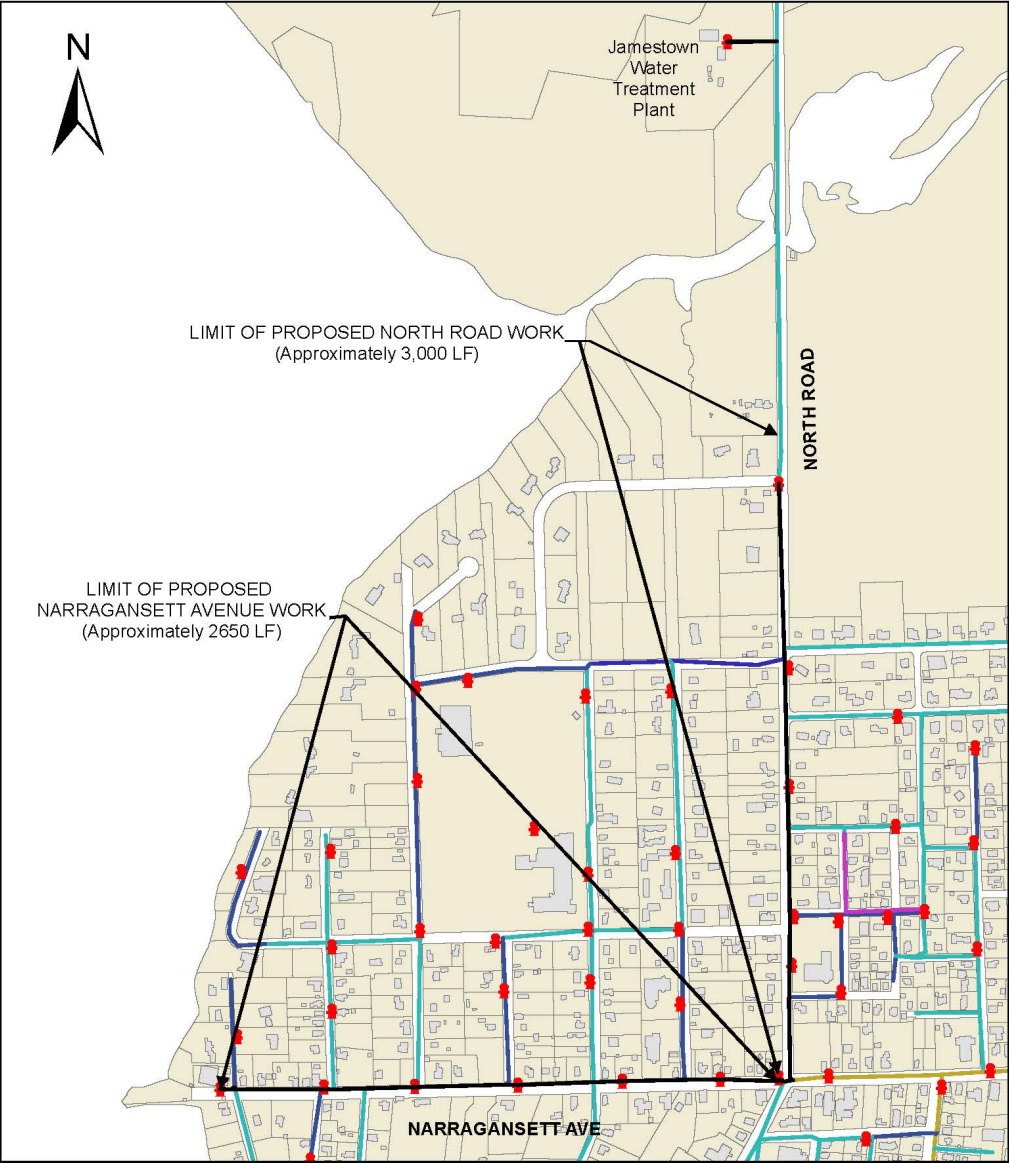 N
Jamestown
Water
Treatment
Plant
LIMIT OF PROPOSED NORTH ROAD WORK
(Approximately 3,000 LF)
NORTH ROAD
LIMIT OF PROPOSED
NARRAGANSETT AVENUE WORK
(Approximately 2650 LF)
NARRAGANSETT AVE